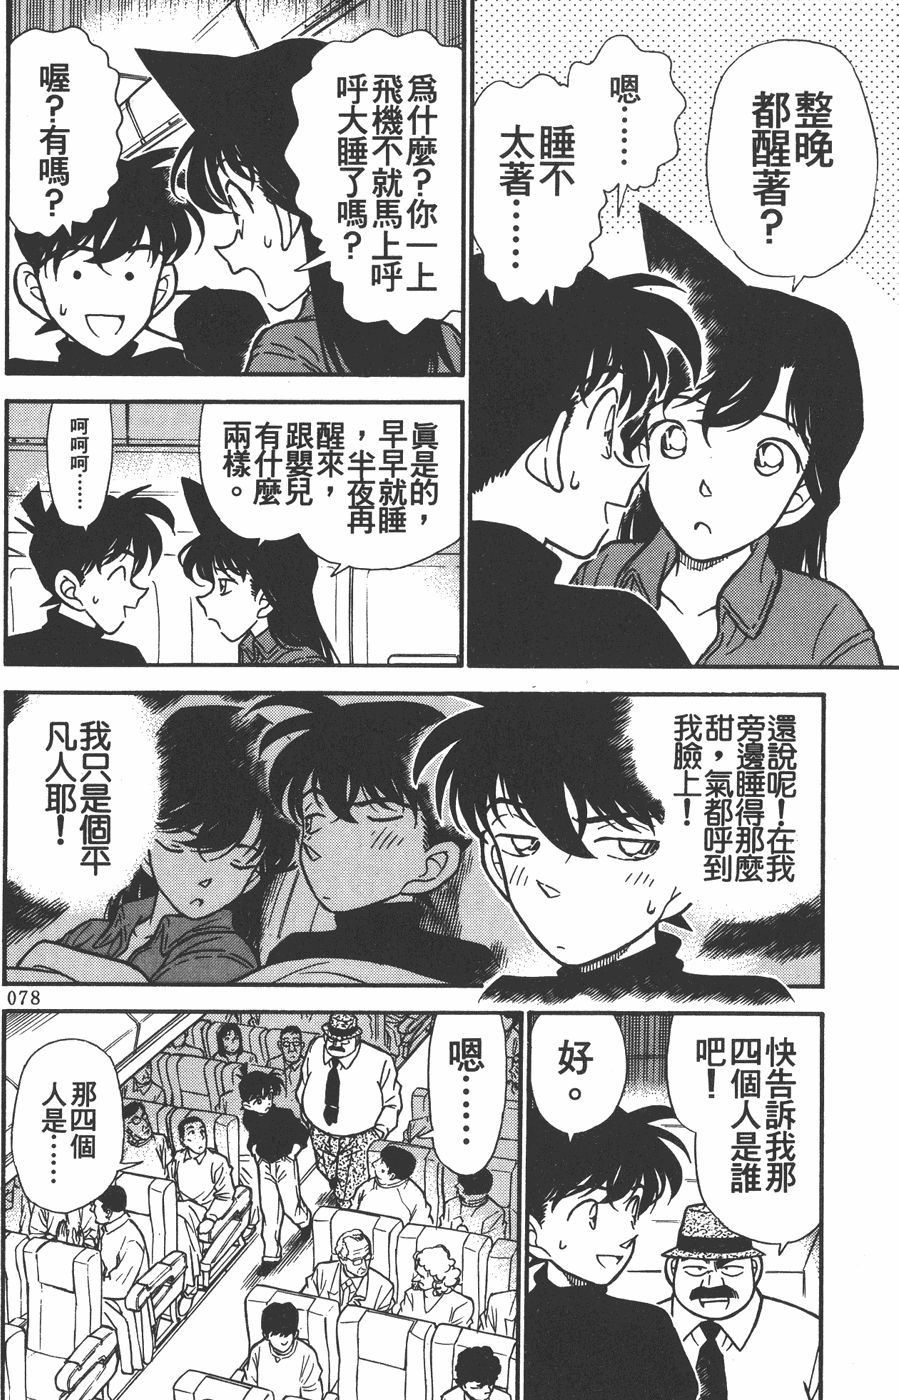 整晚
都醒著？
嗯……
睡不
太著……
爲什麼？你一上
飛機不就馬上呼
呼大睡了嗎？
喔？有嗎？
眞是的，
早早就睡
，半夜再
醒來，
跟嬰兒
有什麼
兩樣。
呵呵呵……
還說呢！在我
旁邊睡得那麼
甜，氣都呼到
我臉上！
我只是個平
凡人耶！
078
快告訴我那
四個人是誰
吧！
好。
嗯……
那四個
人是……